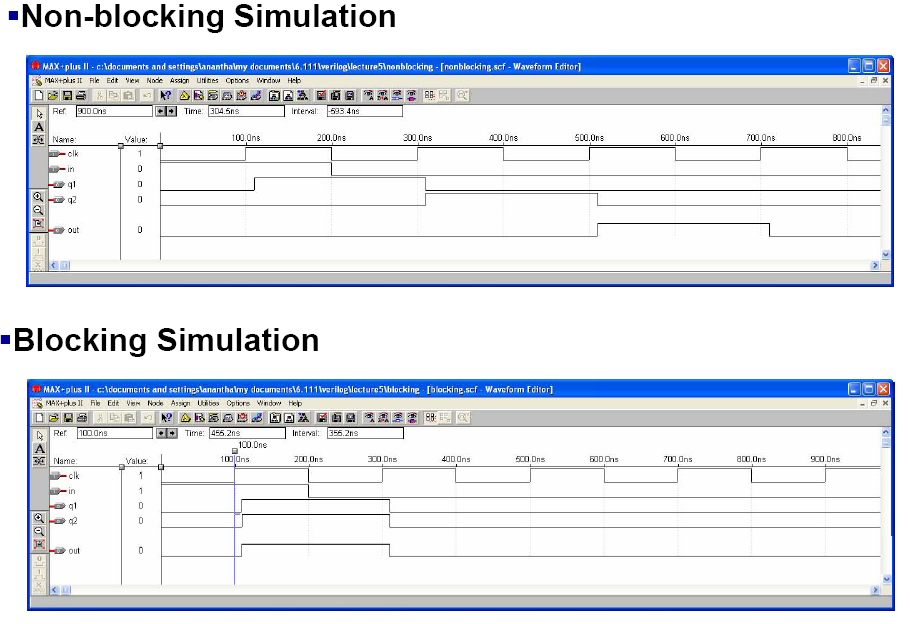 ▪Non-blocking Simulation
MAX+plus II - c:\documents and settings\anantha\my documents\6.111\verilog\lecture5\nonblocking - [nonblocking.scf - Waveform Editor]
MAX+plus II File Edit View Node Assign Utilities Options Window Help
Ref: 900.0ns Time: 304.5ns Interval: -593.4ns
Name: Value: 100.0ns 200.0ns 300.0ns 400.0ns 500.0ns 600.0ns 700.0ns 800.0ns
clk 1
in 0
q1 0
q2 0
out 0
▪Blocking Simulation
MAX+plus II - c:\documents and settings\anantha\my documents\6.111\verilog\lecture5\blocking - [blocking.scf - Waveform Editor]
MAX+plus II File Edit View Node Assign Utilities Options Window Help
Ref: 100.0ns Time: 455.2ns Interval: 355.2ns
100.0ns
Name: Value: 100.0ns 200.0ns 300.0ns 400.0ns 500.0ns 600.0ns 700.0ns 800.0ns 900.0ns
clk 1
in 1
q1 0
q2 0
out 0